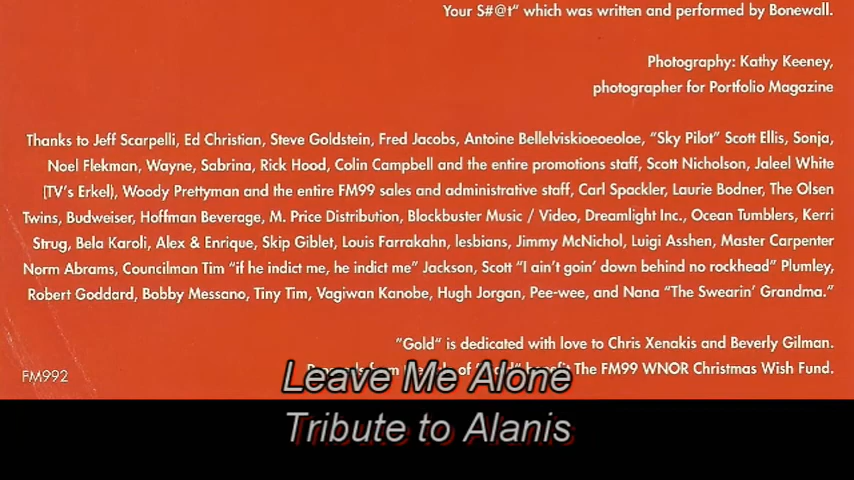 Your S#@t" which was written and performed by Bonewall.
Photography: Kathy Keeney,
photographer for Portfolio Magazine
Thanks to Jeff Scarpelli, Ed Christian, Steve Goldstein, Fred Jacobs, Antoine Bellelviskioeoeoloe, "Sky Pilot" Scott Ellis, Sonja,
Noel Flekman, Wayne, Sabrina, Rick Hood, Colin Campbell and the entire promotions staff, Scott Nicholson, Jaleel White
(TV's Erkel), Woody Prettyman and the entire FM99 sales and administrative staff, Carl Spackler, Laurie Bodner, The Olsen
Twins, Budweiser, Hoffman Beverage, M. Price Distribution, Blockbuster Music / Video, Dreamlight Inc., Ocean Tumblers, Kerri
Strug, Bela Karoli, Alex & Enrique, Skip Giblet, Louis Farrakahn, lesbians, Jimmy McNichol, Luigi Asshen, Master Carpenter
Norm Abrams, Councilman Tim "if he indict me, he indict me" Jackson, Scott "I ain't goin' down behind no rockhead" Plumley,
Robert Goddard, Bobby Messano, Tiny Tim, Vagiwan Kanobe, Hugh Jorgan, Pee-wee, and Nana "The Swearin' Grandma."
"Gold" is dedicated with love to Chris Xenakis and Beverly Gilman.
The FM99 WNOR Christmas Wish Fund.
FM992
Leave Me Alone
Tribute to Alanis